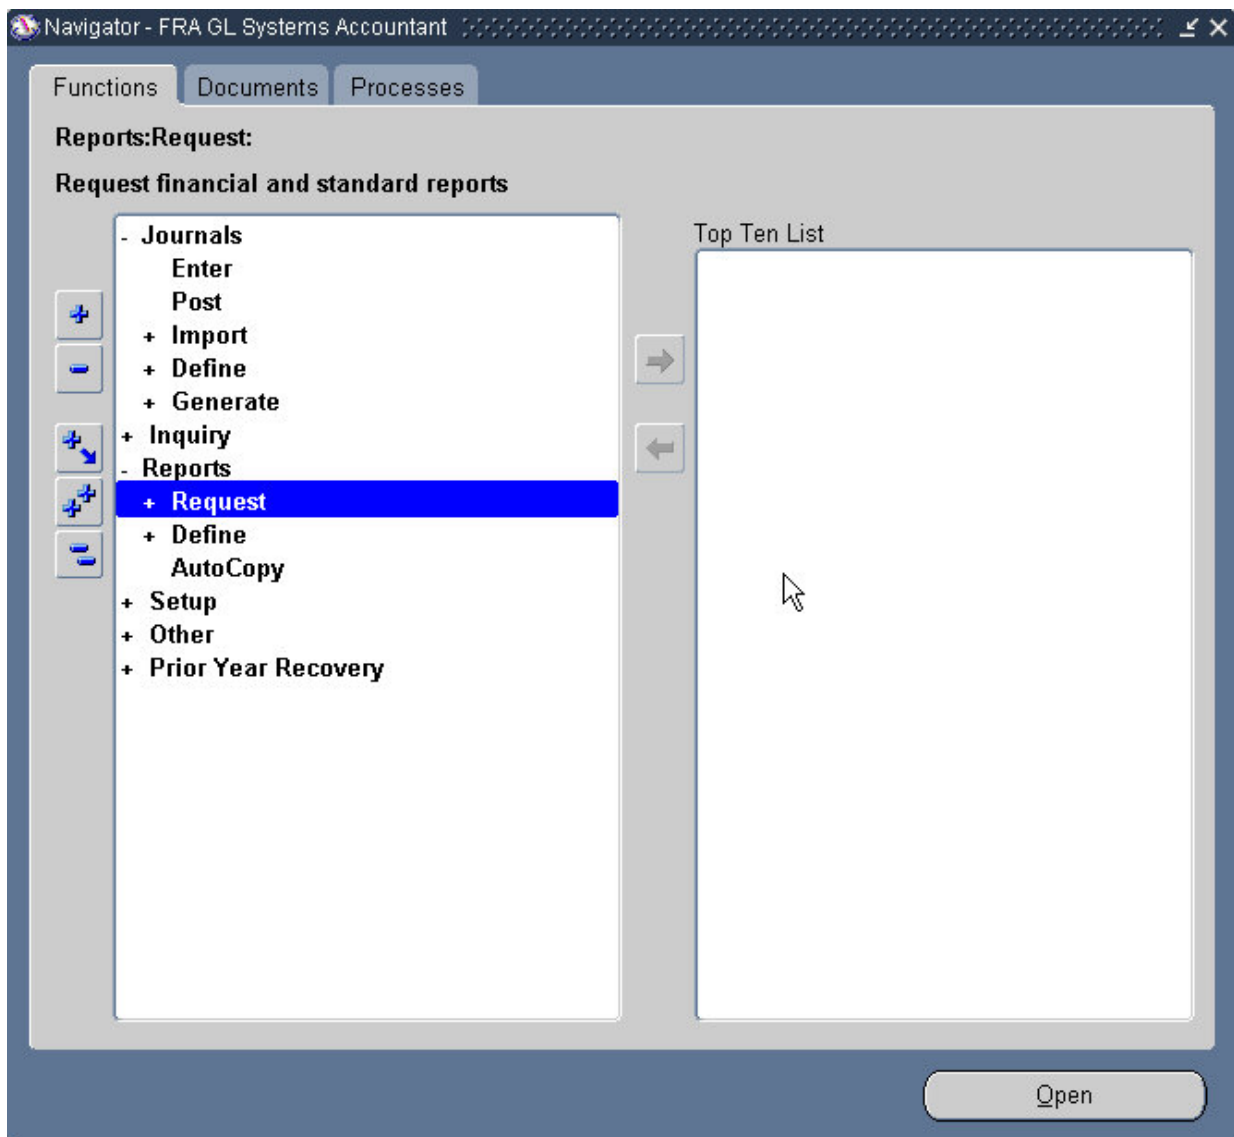 Navigator - FRA GL Systems Accountant
Functions Documents Processes
Reports:Request:
Request financial and standard reports
- Journals
Enter
Post
+ Import
+ Define
+ Generate
+ Inquiry
- Reports
+ Request
+ Define
AutoCopy
+ Setup
+ Other
+ Prior Year Recovery
Top Ten List
Open